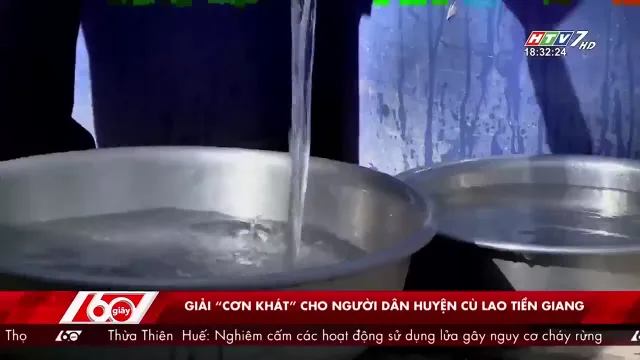 HTV7 HD
18:32:24
60 giây
GIẢI “CƠN KHÁT” CHO NGƯỜI DÂN HUYỆN CÙ LAO TIỀN GIANG
Thọ 60 Thừa Thiên Huế: Nghiêm cấm các hoạt động sử dụng lửa gây nguy cơ cháy rừng